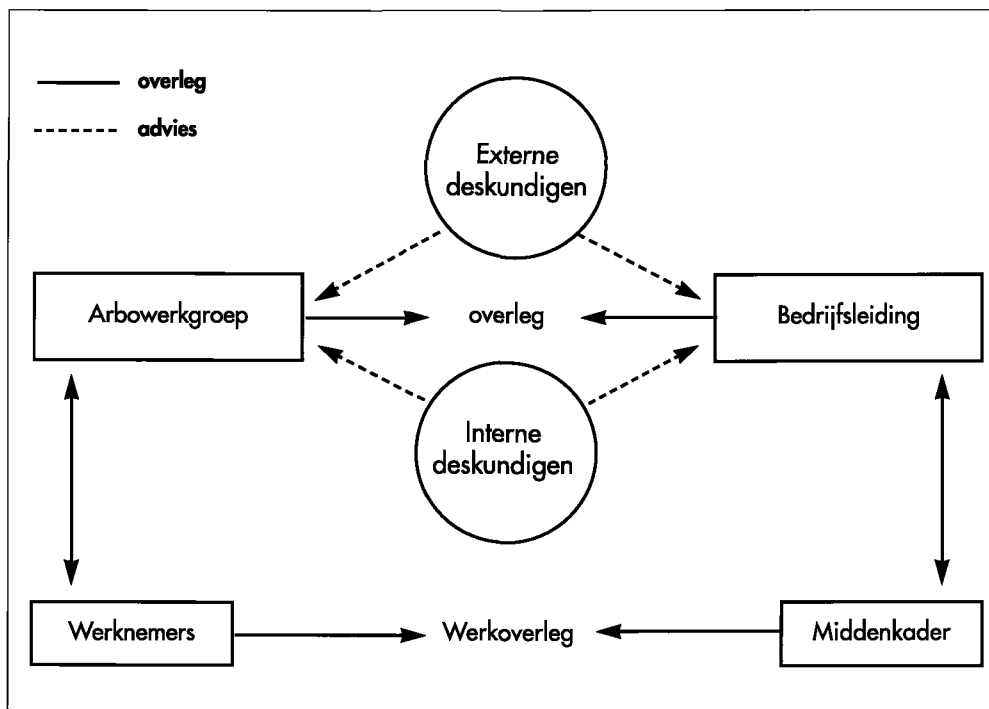 overleg
advies
Externe
deskundigen
Arbowerkgroep
overleg
Bedrijfsleiding
Interne
deskundigen
Werknemers
Werkoverleg
Middenkader